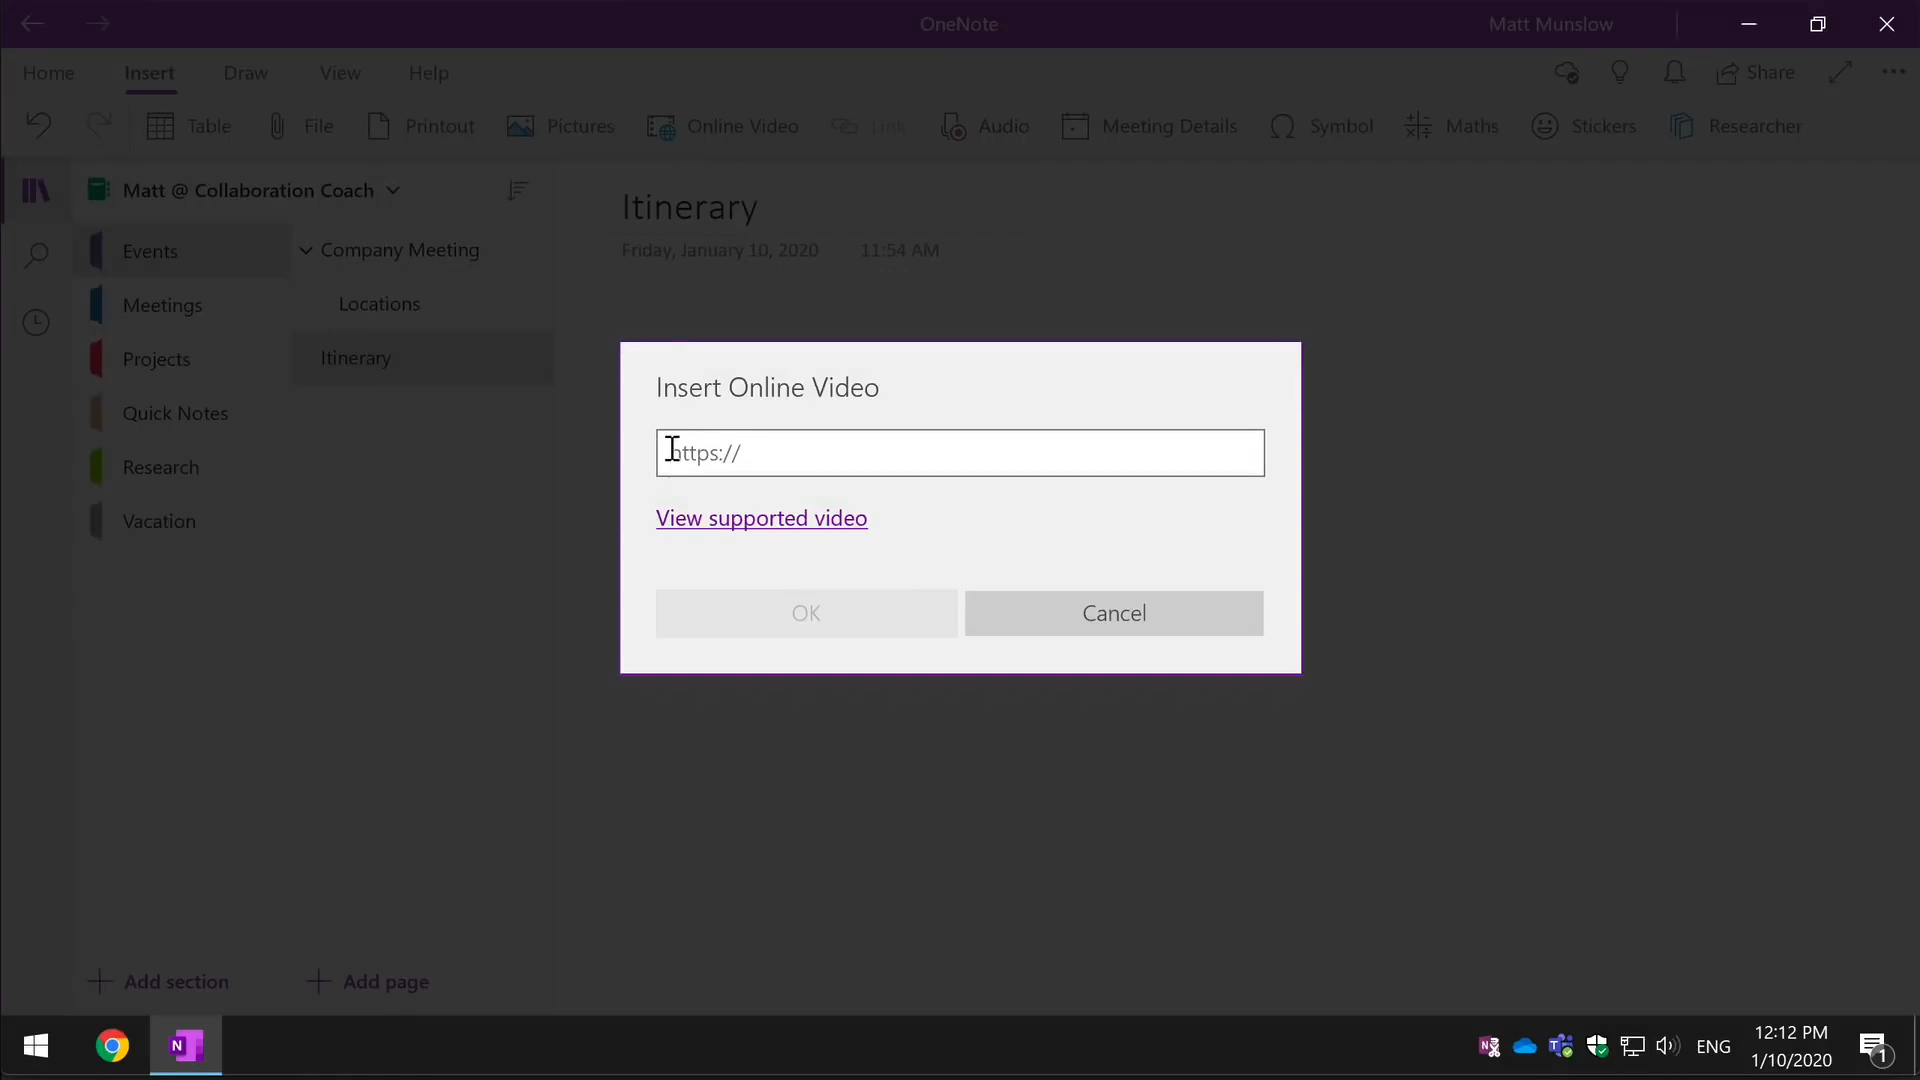 OneNote
Matt Munslow
Home Insert Draw View Help
Share
Table File Printout Pictures Online Video Link Audio Meeting Details Symbol Maths Stickers Researcher
Matt @ Collaboration Coach
Events
Meetings
Projects
Quick Notes
Research
Vacation
Company Meeting
Locations
Itinerary
Itinerary
Friday, January 10, 2020 11:54 AM
Insert Online Video
https://
View supported video
OK Cancel
Add section Add page
ENG
12:12 PM
1/10/2020
1